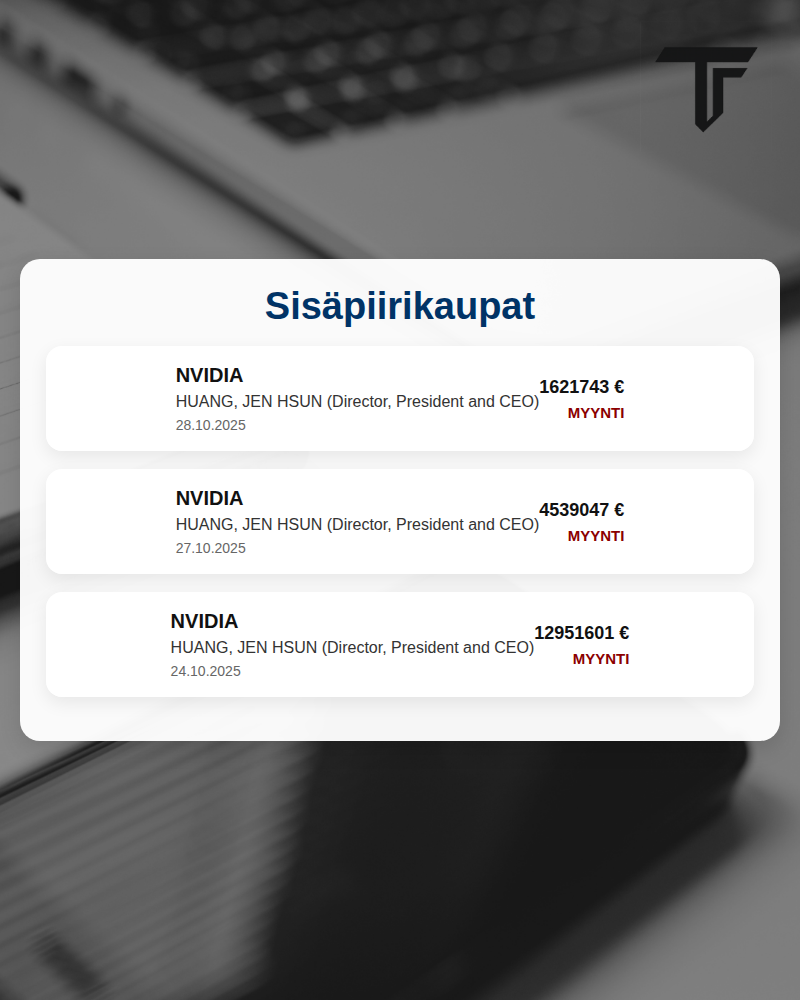 Sisäpiirikaupat
NVIDIA
HUANG, JEN HSUN (Director, President and CEO)
28.10.2025
1621743 €
MYYNTI
NVIDIA
HUANG, JEN HSUN (Director, President and CEO)
27.10.2025
4539047 €
MYYNTI
NVIDIA
HUANG, JEN HSUN (Director, President and CEO)
24.10.2025
12951601 €
MYYNTI